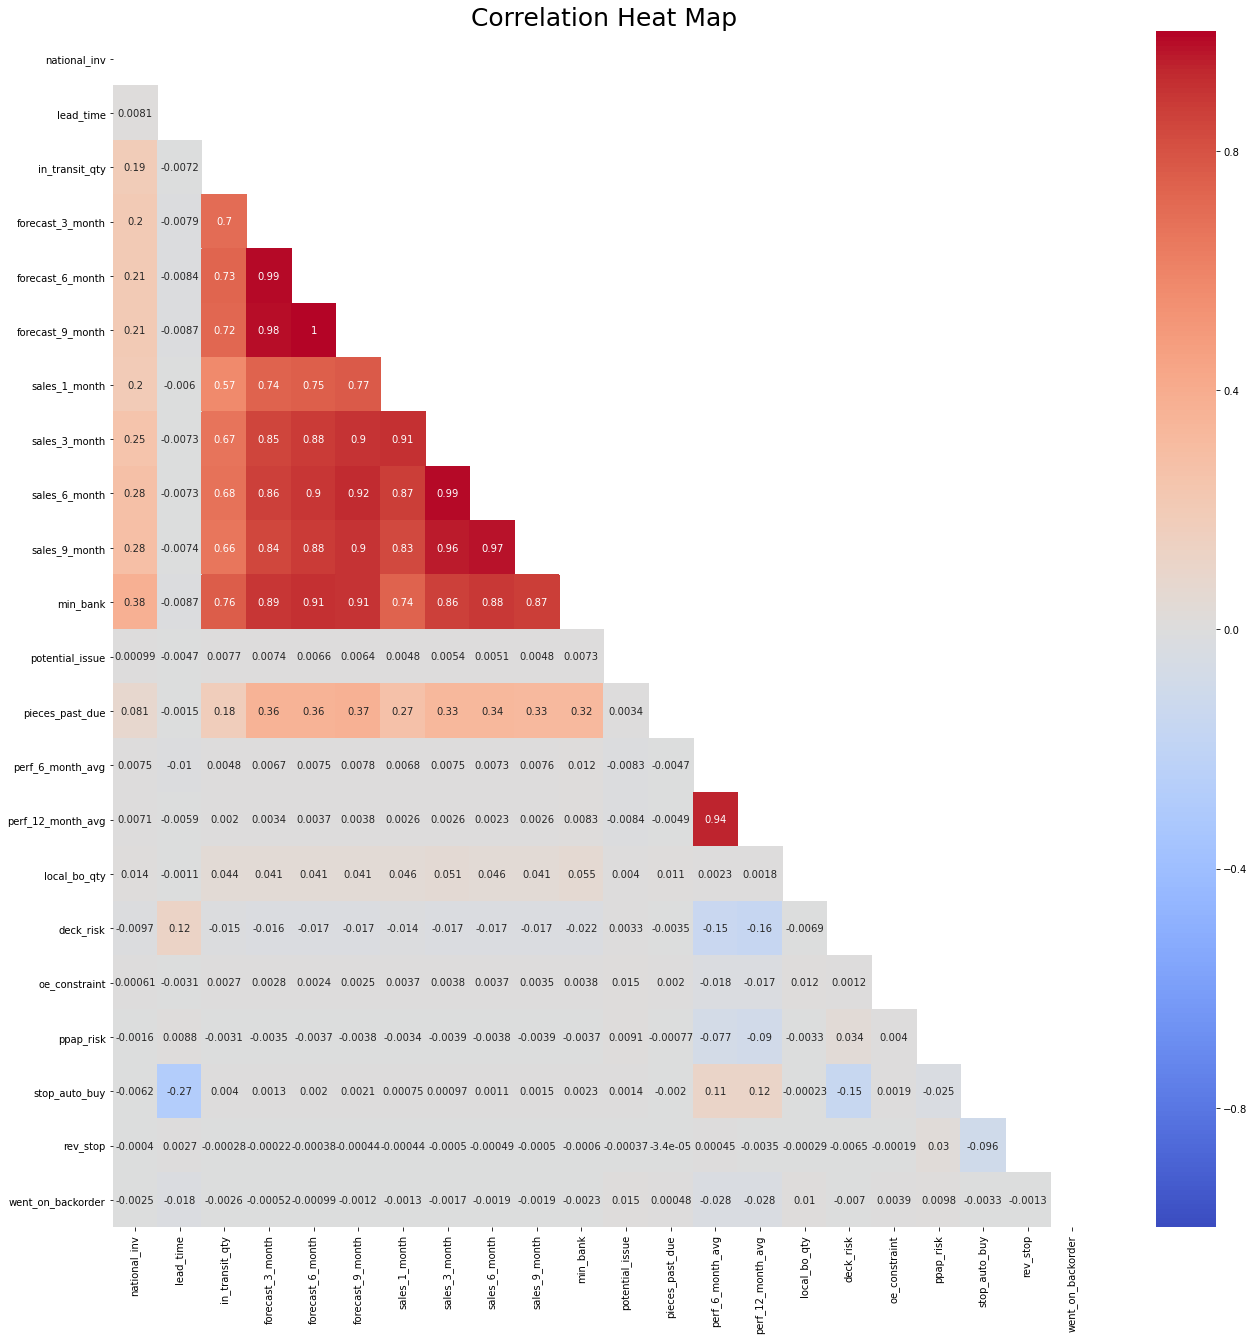 Correlation Heat Map
national_inv
0.8
lead_time 0.0081
in_transit_qty 0.19 -0.0072
forecast_3_month 0.2 -0.0079 0.7
forecast_6_month 0.21 -0.0084 0.73 0.99
forecast_9_month 0.21 -0.0087 0.72 0.98 1
sales_1_month 0.2 -0.006 0.57 0.74 0.75 0.77
0.4
sales_3_month 0.25 -0.0073 0.67 0.85 0.88 0.9 0.91
sales_6_month 0.28 -0.0073 0.68 0.86 0.9 0.92 0.87 0.99
sales_9_month 0.28 -0.0074 0.66 0.84 0.88 0.9 0.83 0.96 0.97
min_bank 0.38 -0.0087 0.76 0.89 0.91 0.91 0.74 0.86 0.88 0.87
0.0
potential_issue 0.00099 -0.0047 0.0077 0.0074 0.0066 0.0064 0.0048 0.0054 0.0051 0.0048 0.0073
pieces_past_due 0.081 -0.0015 0.18 0.36 0.36 0.37 0.27 0.33 0.34 0.33 0.32 0.0034
perf_6_month_avg 0.0075 -0.01 0.0048 0.0067 0.0075 0.0078 0.0068 0.0075 0.0073 0.0076 0.012 -0.0083 -0.0047
perf_12_month_avg 0.0071 -0.0059 0.002 0.0034 0.0037 0.0038 0.0026 0.0026 0.0023 0.0026 0.0083 -0.0084 -0.0049 0.94
−0.4
local_bo_qty 0.014 -0.0011 0.044 0.041 0.041 0.041 0.046 0.051 0.046 0.041 0.055 0.004 0.011 0.0023 0.0018
deck_risk -0.0097 0.12 -0.015 -0.016 -0.017 -0.017 -0.014 -0.017 -0.017 -0.017 -0.022 0.0033 -0.0035 -0.15 -0.16 -0.0069
oe_constraint -0.00061 -0.0031 0.0027 0.0028 0.0024 0.0025 0.0037 0.0038 0.0037 0.0035 0.0038 0.015 0.002 -0.018 -0.017 0.012 0.0012
ppap_risk -0.0016 0.0088 -0.0031 -0.0035 -0.0037 -0.0038 -0.0034 -0.0039 -0.0038 -0.0039 -0.0037 0.0091 -0.00077 -0.077 -0.09 -0.0033 0.034 0.004
stop_auto_buy -0.0062 -0.27 0.004 0.0013 0.002 0.0021 0.00075 0.00097 0.0011 0.0015 0.0023 0.0014 -0.002 0.11 0.12 -0.00023 -0.15 0.0019 -0.025
−0.8
rev_stop -0.0004 0.0027 -0.00028 -0.00022 -0.00038 -0.00044 -0.00044 -0.0005 -0.00049 -0.0005 -0.0006 -0.00037 -3.4e-05 0.00045 -0.0035 -0.00029 -0.0065 -0.00019 0.03 -0.096
went_on_backorder -0.0025 -0.018 -0.0026 -0.00052 -0.00099 -0.0012 -0.0013 -0.0017 -0.0019 -0.0019 -0.0023 0.015 0.00048 -0.028 -0.028 0.01 -0.007 0.0039 0.0098 -0.0033 -0.0013
national_inv
lead_time
in_transit_qty
forecast_3_month
forecast_6_month
forecast_9_month
sales_1_month
sales_3_month
sales_6_month
sales_9_month
min_bank
potential_issue
pieces_past_due
perf_6_month_avg
perf_12_month_avg
local_bo_qty
deck_risk
oe_constraint
ppap_risk
stop_auto_buy
rev_stop
went_on_backorder